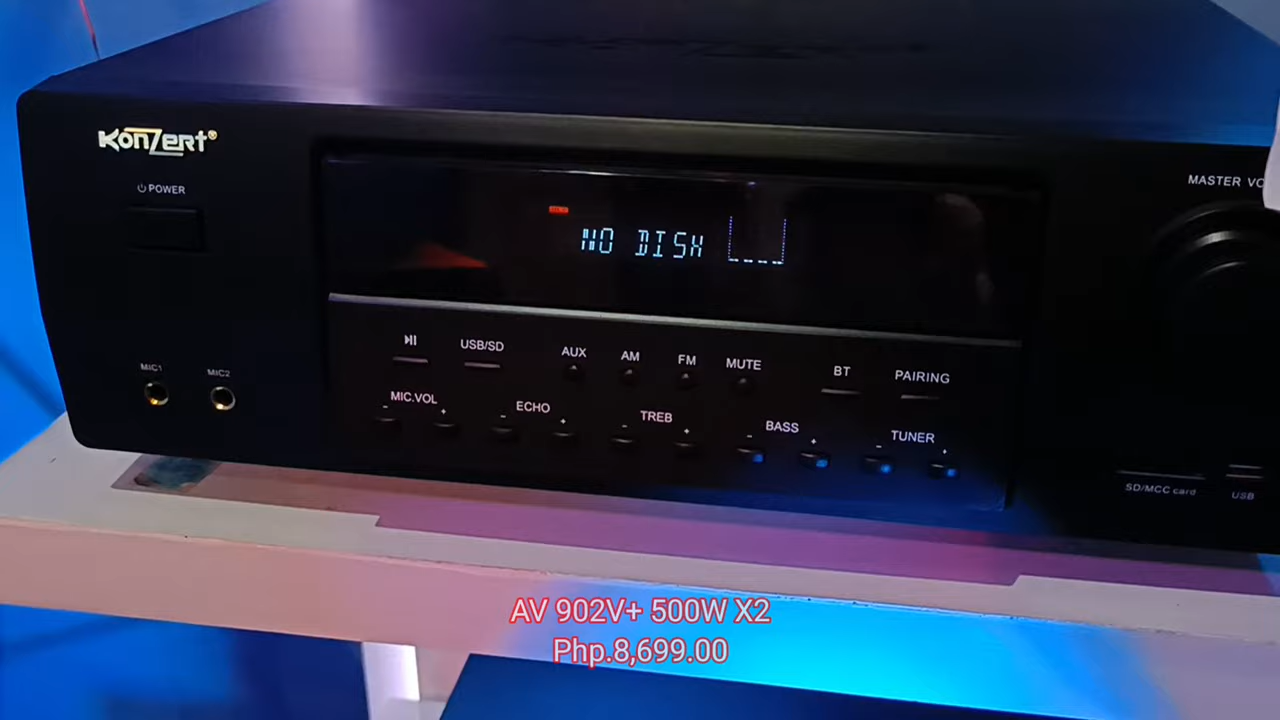 KonZert®
POWER
MASTER VO
NO DISH
MIC1
MIC2
USB/SD
AUX
AM
FM
MUTE
BT
PAIRING
MIC.VOL
- +
ECHO
- +
TREB
- +
BASS
- +
TUNER
- +
SD/MCC card
USB
AV 902V+ 500W X2
Php.8,699.00